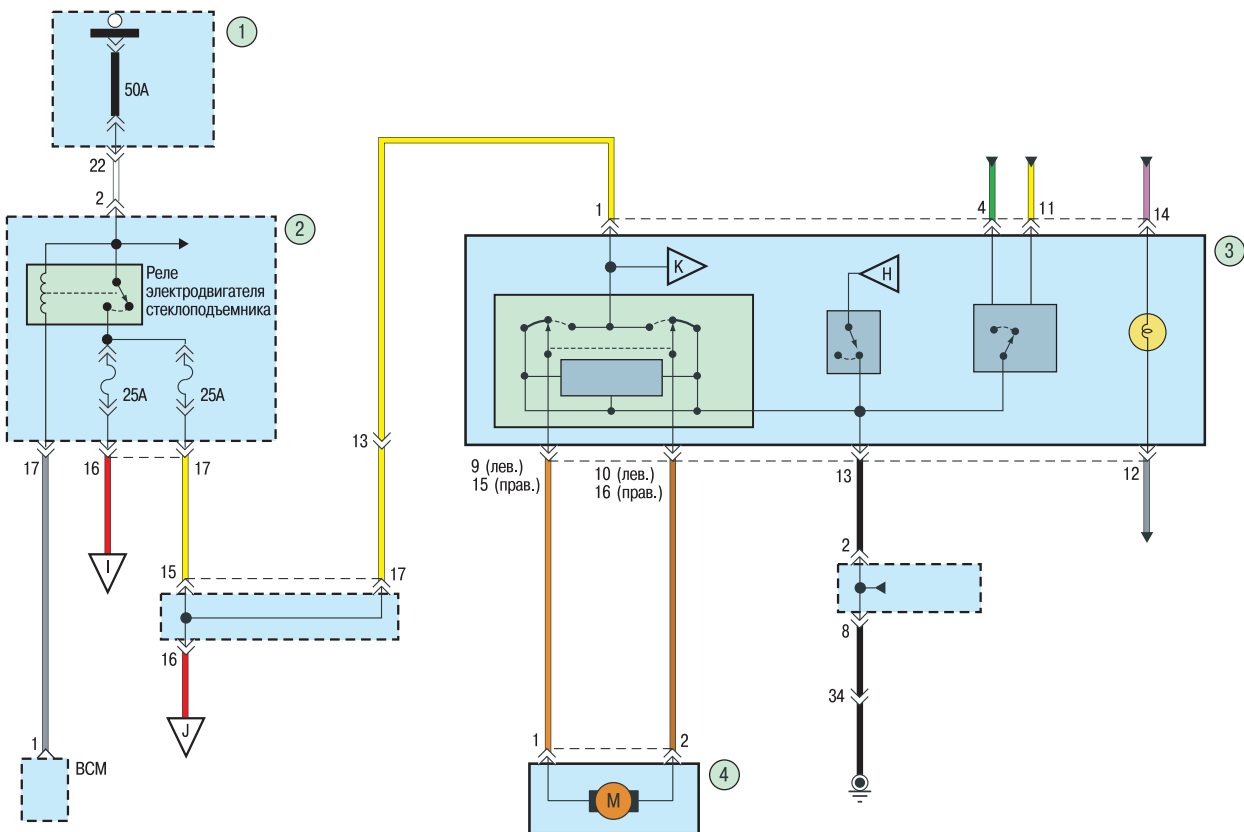 1
50A
22
2
2
Реле
электродвигателя
стеклоподъемника
25A
25A
17
16
17
I
15
17
16
J
1
BCM
13
1
4
11
14
3
K
H
9 (лев.)
15 (прав.)
10 (лев.)
16 (прав.)
13
12
2
8
34
1
2
4
M